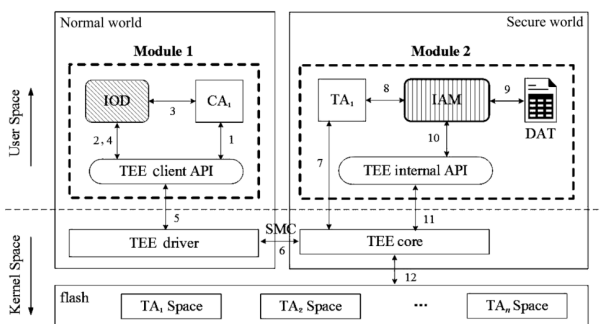 Normal world
Secure world
Module 1
Module 2
User Space
IOD
3
CA₁
TA₁
8
IAM
9
DAT
2, 4
1
7
10
TEE client API
TEE internal API
5
11
Kernel Space
TEE driver
SMC
6
TEE core
12
flash
TA₁ Space
TA₂ Space
...
TAₙ Space